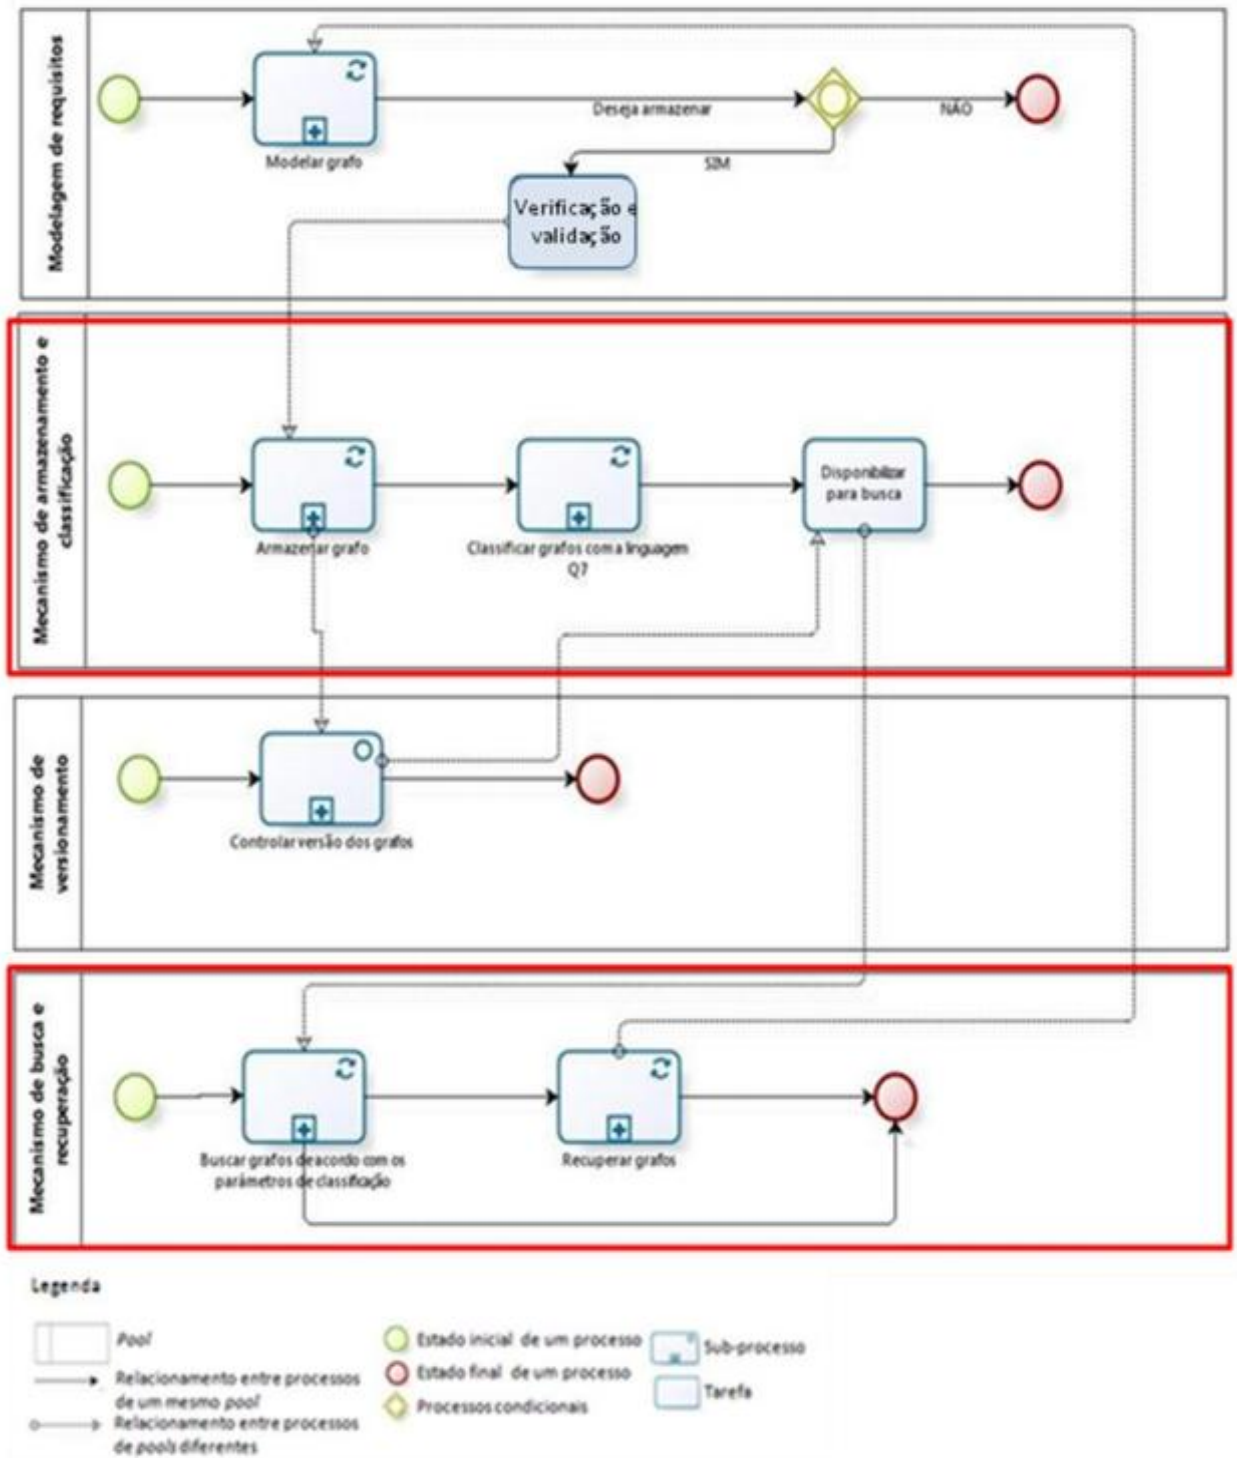 Modelagem de requisitos
Modelar grafo
Deseja armazenar
NÃO
SIM
Verificação e
validação
Mecanismo de armazenamento e
classificação
Armazenar grafo
Classificar grafos com a linguagem
Q7
Disponibilizar
para busca
Mecanismo de
versionamento
Controlar versão dos grafos
Mecanismo de busca e
recuperação
Buscar grafos de acordo com os
parâmetros de classificação
Recuperar grafos
Legenda
Pool
Relacionamento entre processos
de um mesmo pool
Relacionamento entre processos
de pools diferentes
Estado inicial de um processo
Estado final de um processo
Processos condicionais
Sub-processo
Tarefa